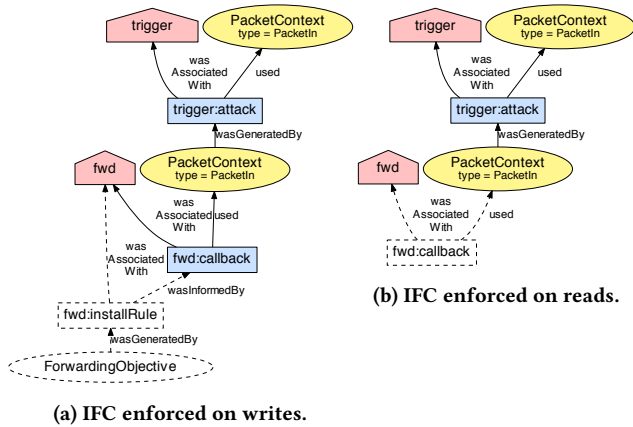 trigger
PacketContext
type = PacketIn
was
Associated
With
used
trigger:attack
wasGeneratedBy
fwd
PacketContext
type = PacketIn
was
Associated
With
used
was
Associated
With
fwd:callback
wasInformedBy
fwd:installRule
wasGeneratedBy
ForwardingObjective
(a) IFC enforced on writes.
trigger
PacketContext
type = PacketIn
was
Associated
With
used
trigger:attack
wasGeneratedBy
fwd
PacketContext
type = PacketIn
was
Associated
With
used
fwd:callback
(b) IFC enforced on reads.